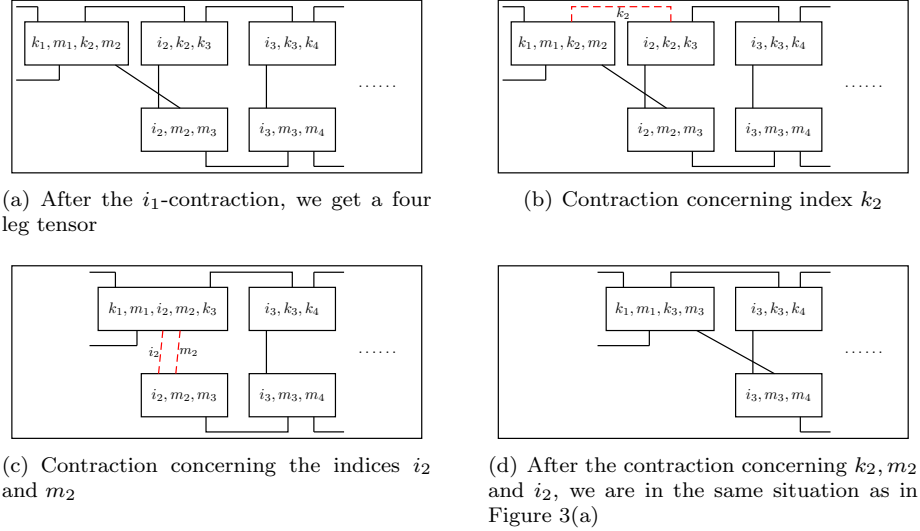 k₂
k₁, m₁, k₂, m₂ i₂, k₂, k₃ i₃, k₃, k₄
k₁, m₁, k₂, m₂ i₂, k₂, k₃ i₃, k₃, k₄
...... ......
i₂, m₂, m₃ i₃, m₃, m₄
i₂, m₂, m₃ i₃, m₃, m₄
(a) After the i₁-contraction, we get a four
leg tensor
(b) Contraction concerning index k₂
k₁, m₁, i₂, m₂, k₃ i₃, k₃, k₄
k₁, m₁, k₃, m₃ i₃, k₃, k₄
i₂ m₂ ...... ......
i₂, m₂, m₃ i₃, m₃, m₄
i₃, m₃, m₄
(c) Contraction concerning the indices i₂
and m₂
(d) After the contraction concerning k₂, m₂
and i₂, we are in the same situation as in
Figure 3(a)